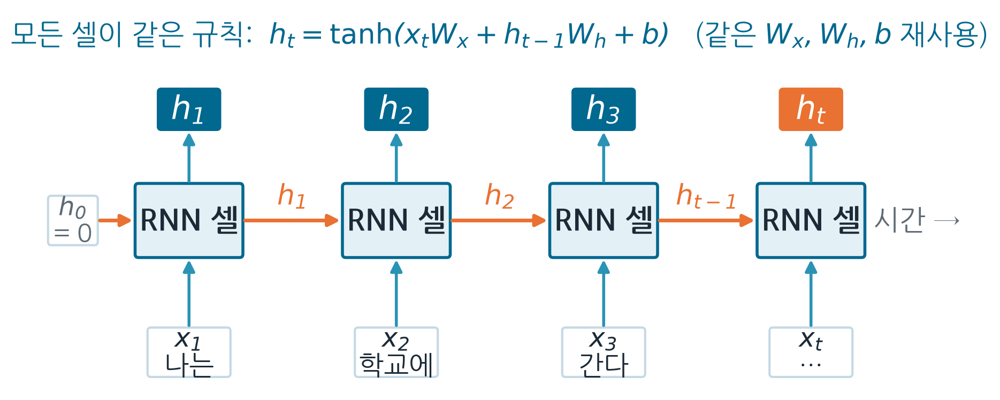 모든 셀이 같은 규칙: hₜ = tanh(xₜWₓ + hₜ₋₁Wₕ + b) (같은 Wₓ, Wₕ, b 재사용)
h₁ h₂ h₃ hₜ
h₁ h₂ hₜ₋₁
h₀
= 0
RNN 셀 RNN 셀 RNN 셀 RNN 셀 시간 →
x₁ x₂ x₃ xₜ
나는 학교에 간다 ...